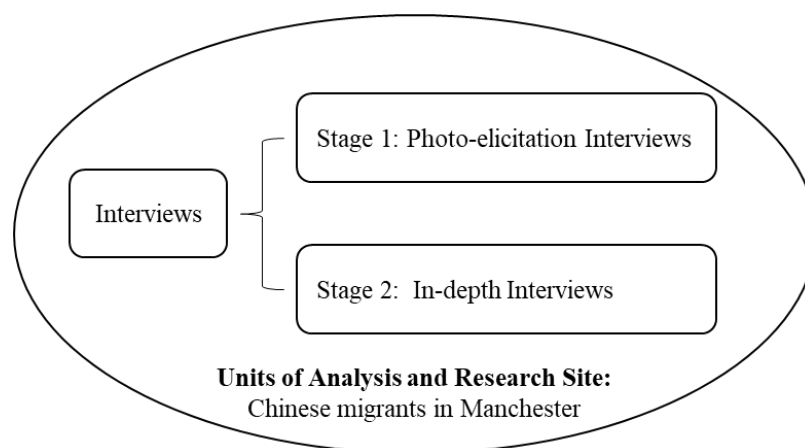 Stage 1: Photo-elicitation Interviews
Interviews
Stage 2: In-depth Interviews
Units of Analysis and Research Site:
Chinese migrants in Manchester